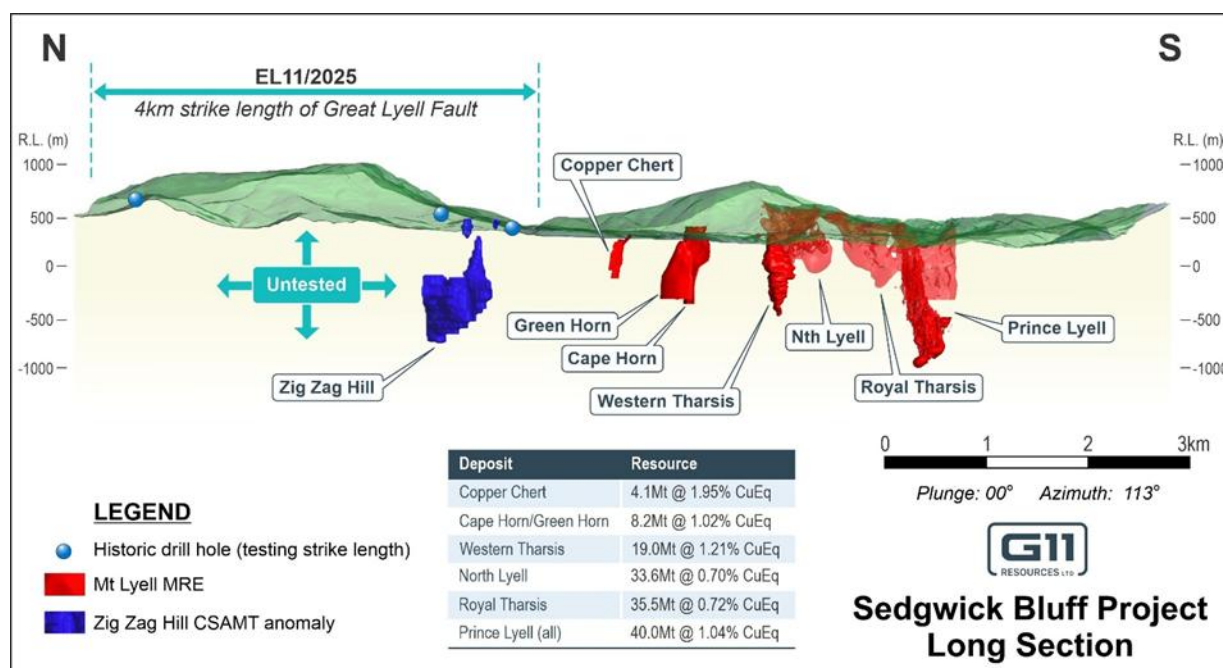 N
S
EL11/2025
4km strike length of Great Lyell Fault
R.L. (m)
R.L. (m)
1000
1000
500
500
0
0
-500
-500
-1000
-1000
Copper Chert
Untested
Green Horn
Cape Horn
Nth Lyell
Prince Lyell
Zig Zag Hill
Western Tharsis
Royal Tharsis
0 1 2 3km
Plunge: 00° Azimuth: 113°
Deposit Resource
Copper Chert 4.1Mt @ 1.95% CuEq
Cape Horn/Green Horn 8.2Mt @ 1.02% CuEq
Western Tharsis 19.0Mt @ 1.21% CuEq
North Lyell 33.6Mt @ 0.70% CuEq
Royal Tharsis 35.5Mt @ 0.72% CuEq
Prince Lyell (all) 40.0Mt @ 1.04% CuEq
LEGEND
Historic drill hole (testing strike length)
Mt Lyell MRE
Zig Zag Hill CSAMT anomaly
G11
RESOURCES LTD
Sedgwick Bluff Project
Long Section